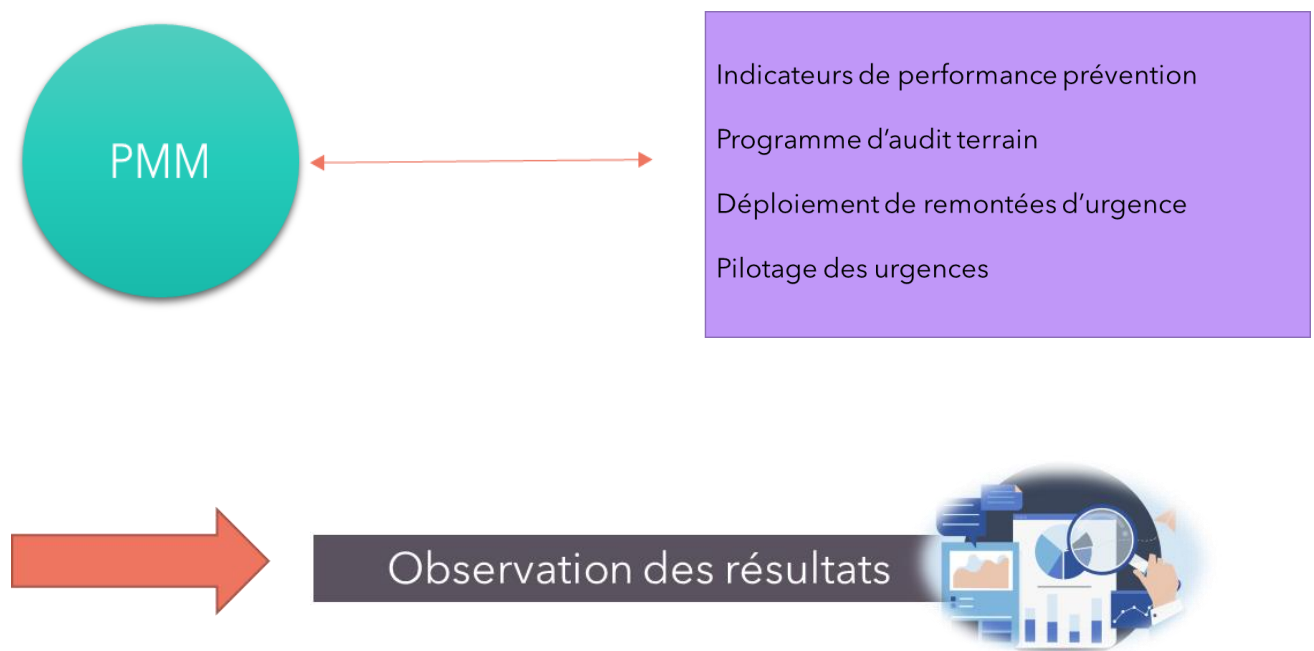 PMM
Indicateurs de performance prévention
Programme d'audit terrain
Déploiement de remontées d'urgence
Pilotage des urgences
Observation des résultats